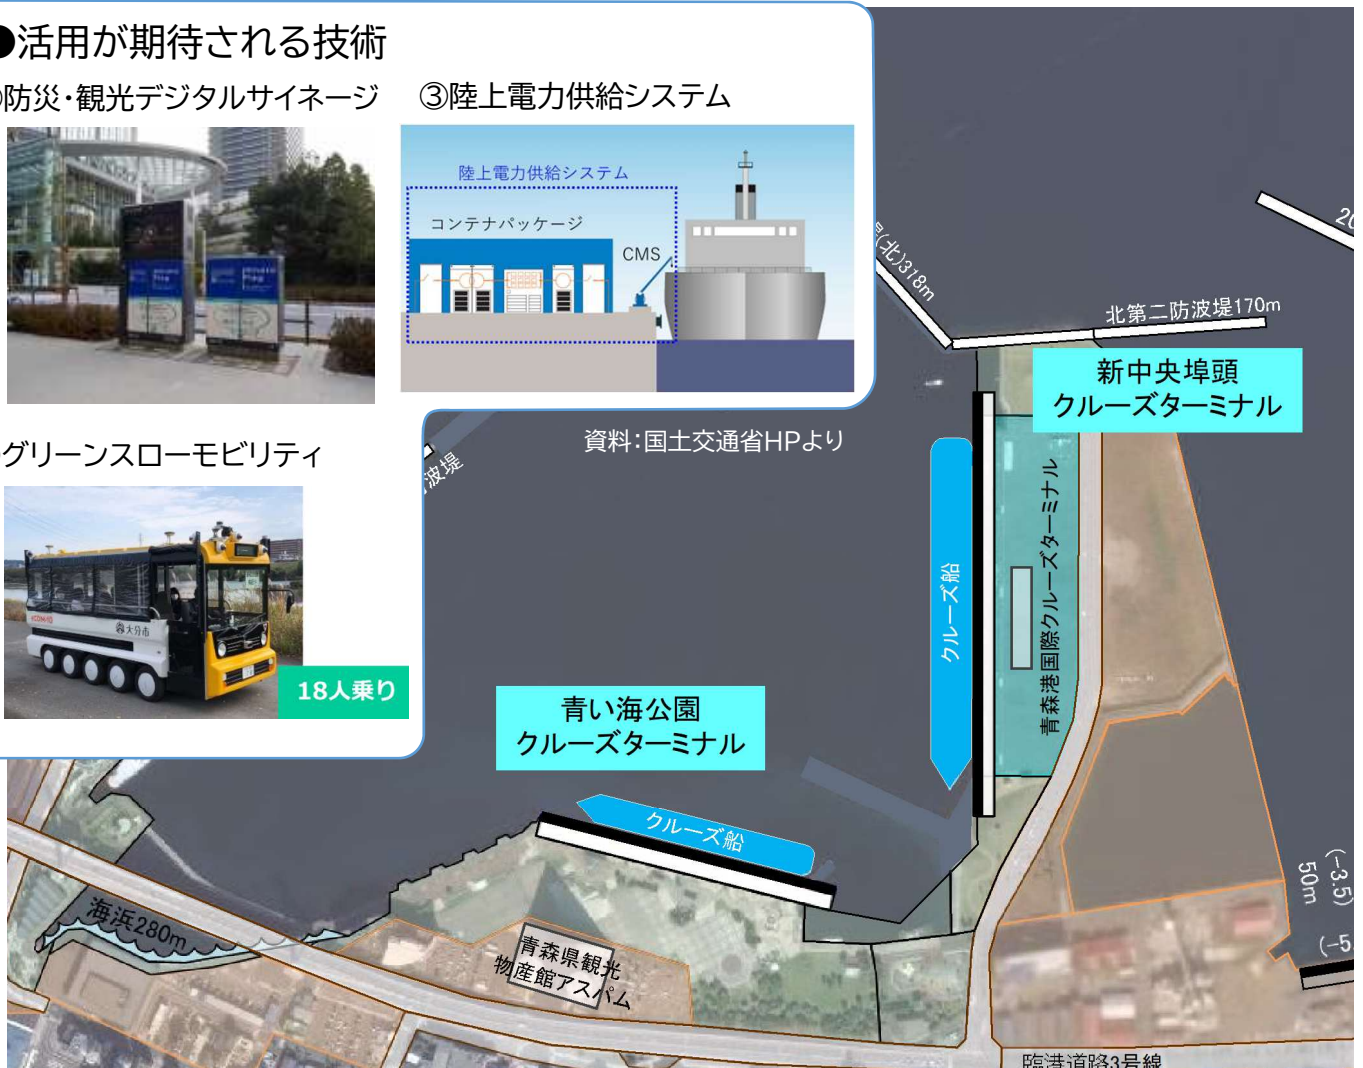 ●活用が期待される技術
防災・観光デジタルサイネージ
③陸上電力供給システム
陸上電力供給システム
コンテナパッケージ
CMS
グリーンスローモビリティ
大分市
18人乗り
資料：国土交通省HPより
(北)318m
北第二防波堤170m
20
波堤
新中央埠頭
クルーズターミナル
クルーズ船
青森港国際クルーズターミナル
青い海公園
クルーズターミナル
クルーズ船
海浜280m
青森県観光
物産館アスパム
(-3.5)
50m
(-5.
臨港道路3号線